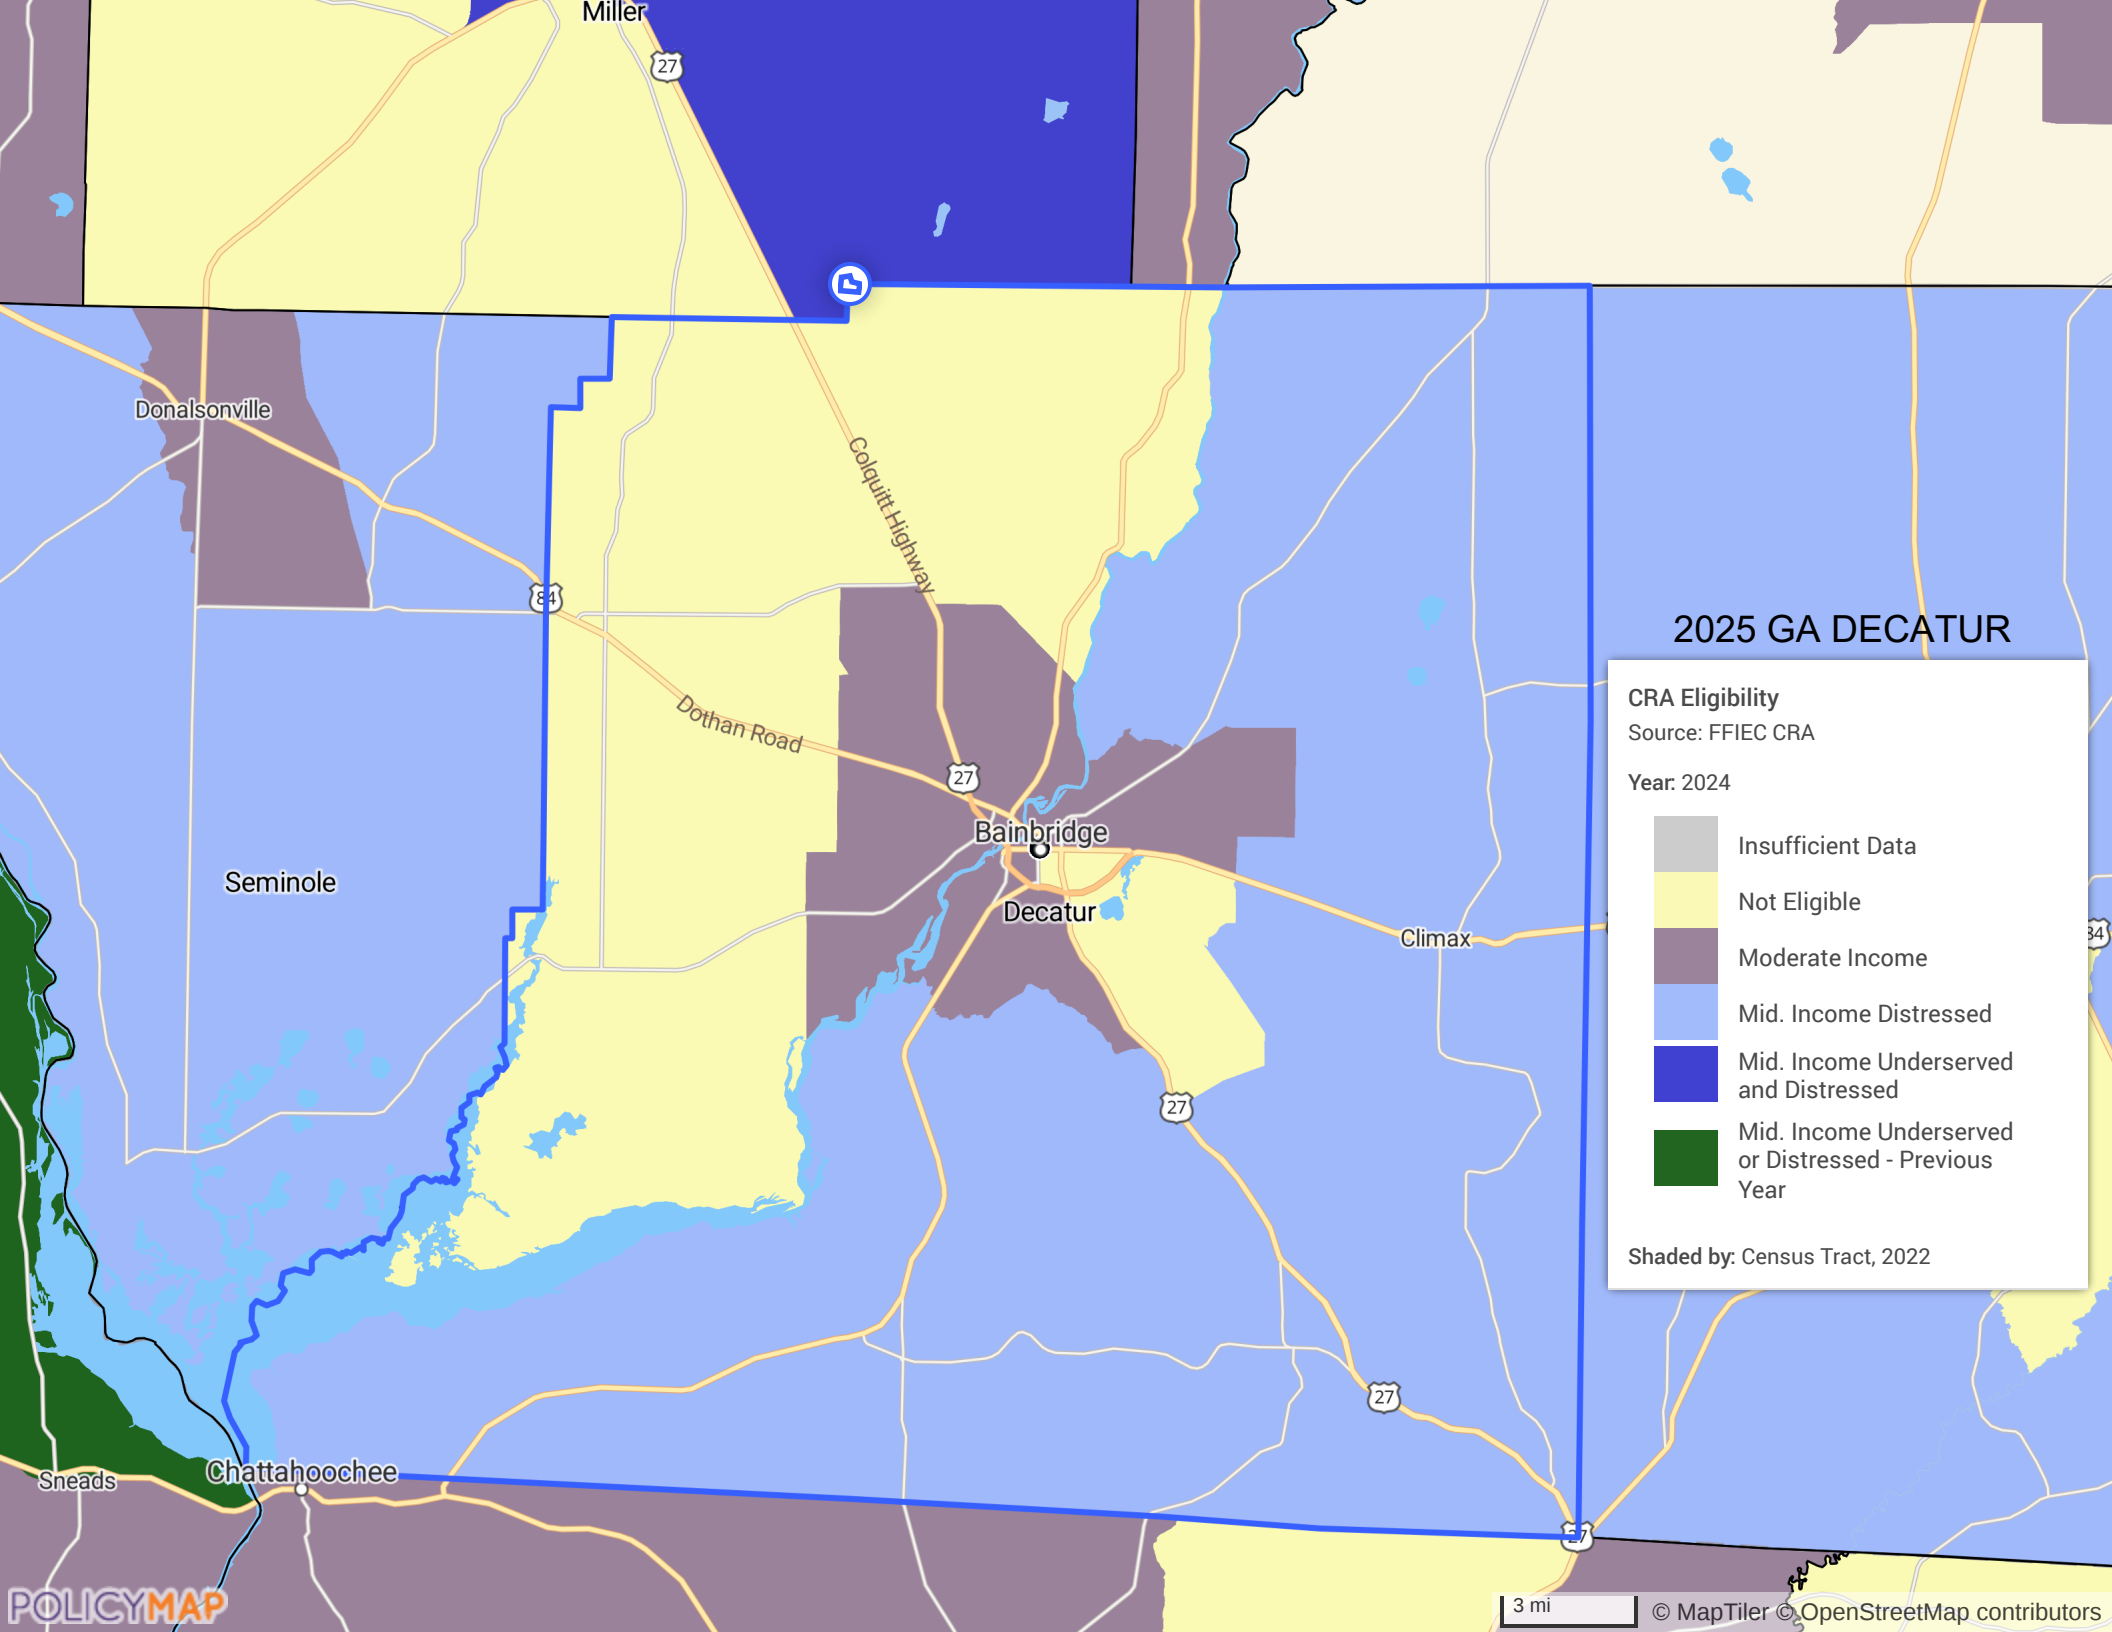 Miller
27
Donalsonville
Colquitt Highway
84
2025 GA DECATUR
CRA Eligibility
Source: FFIEC CRA
Dothan Road
27
Year: 2024
Bainbridge
Insufficient Data
Seminole
Not Eligible
Decatur
Climax
84
Moderate Income
Mid. Income Distressed
Mid. Income Underserved
and Distressed
27
Mid. Income Underserved
or Distressed - Previous
Year
Shaded by: Census Tract, 2022
27
Chattahoochee
Sneads
27
POLICYMAP
3 mi
© MapTiler © OpenStreetMap contributors